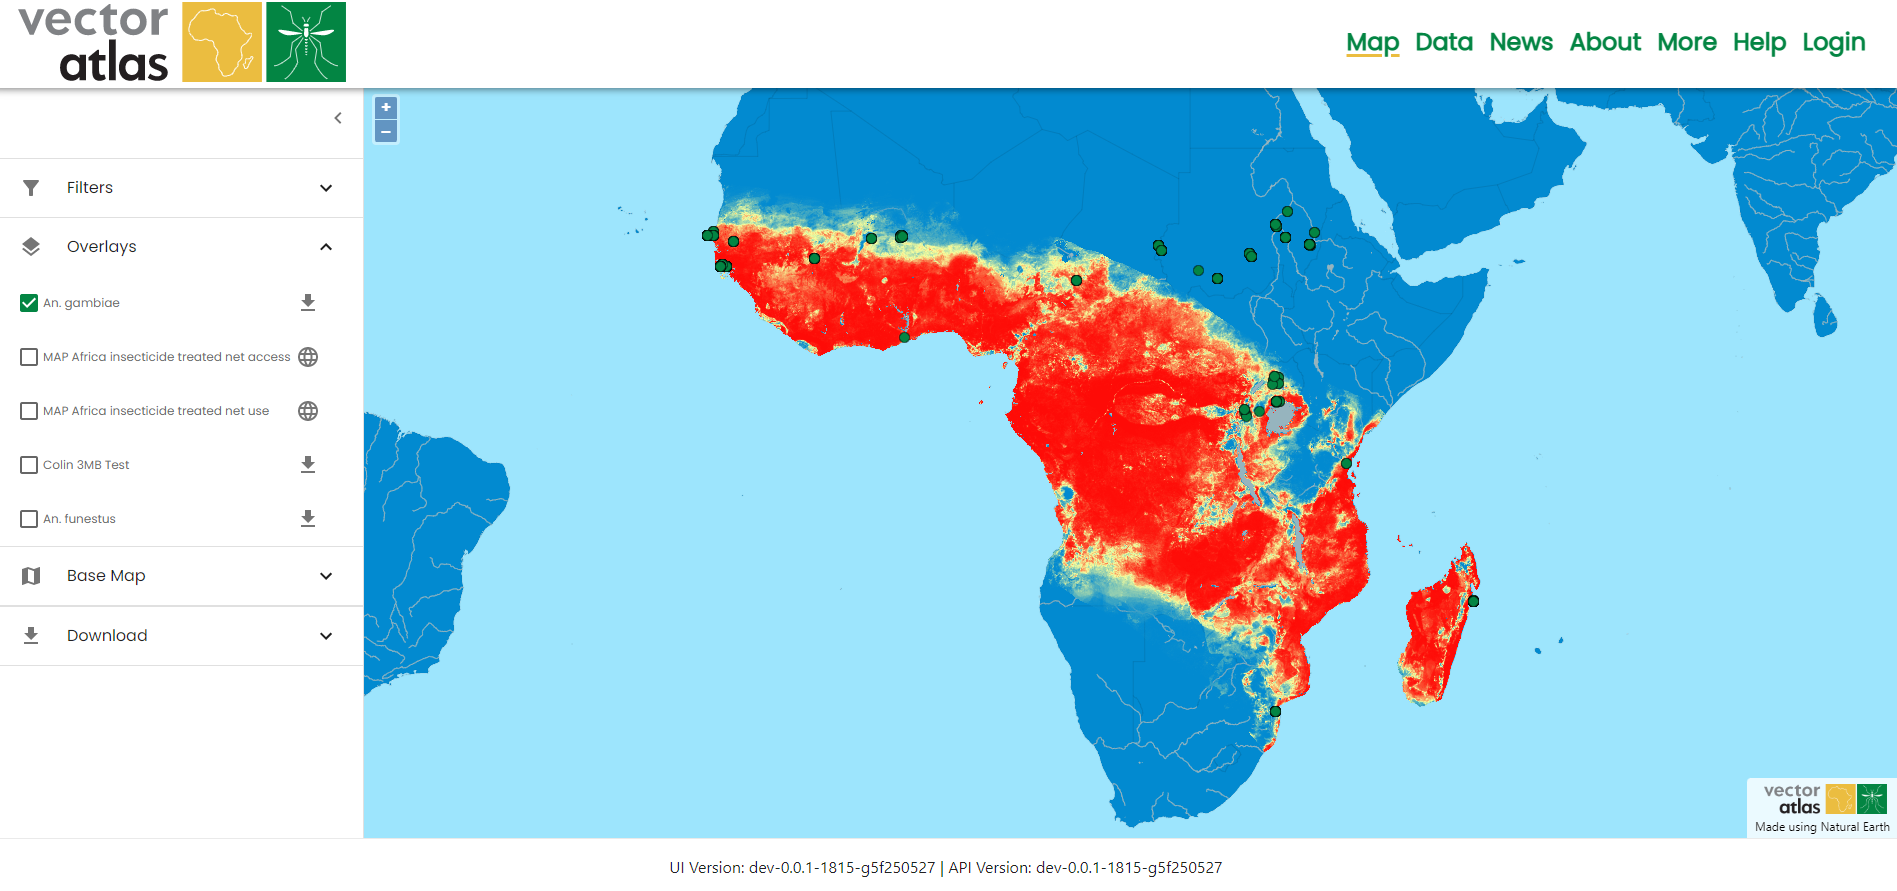 vector
atlas
Map Data News About More Help Login
+
−
Filters
Overlays
An. gambiae
MAP Africa insecticide treated net access
MAP Africa insecticide treated net use
Colin 3MB Test
An. funestus
Base Map
Download
vector
atlas
Made using Natural Earth
UI Version: dev-0.0.1-1815-g5f250527 | API Version: dev-0.0.1-1815-g5f250527